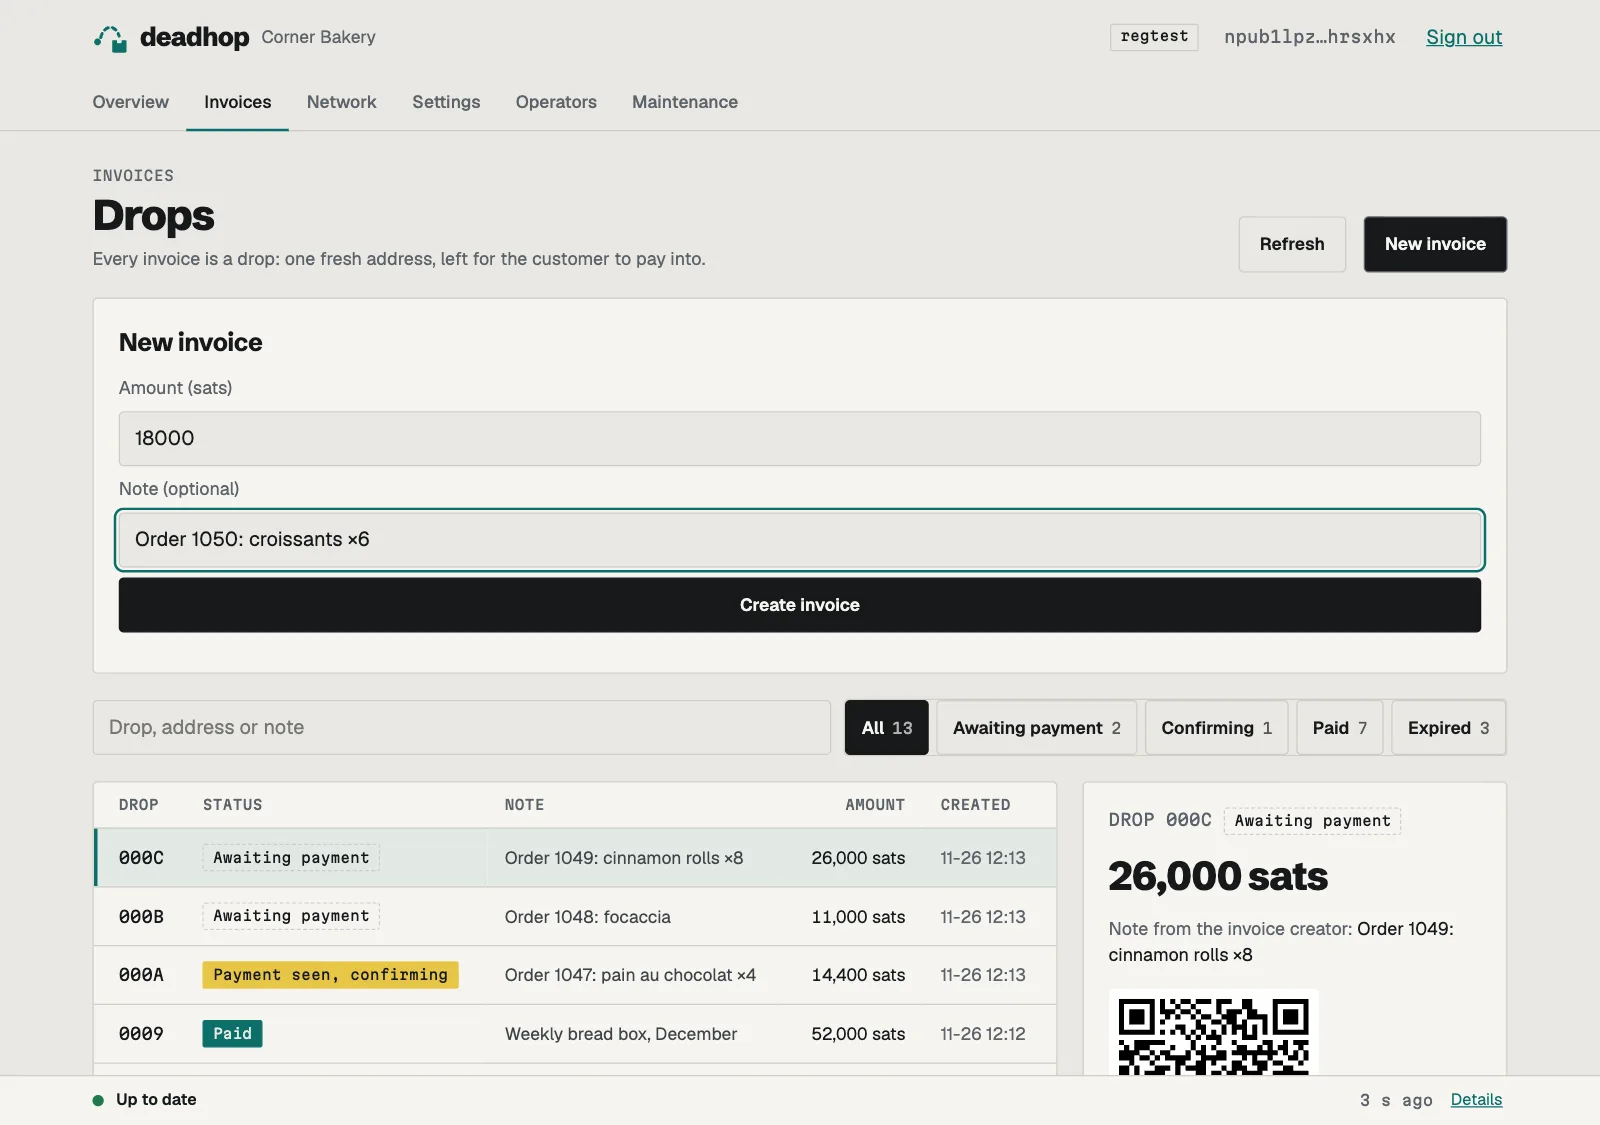 deadhop Corner Bakery
regtest npub1lpz…hrsxhx Sign out
Overview Invoices Network Settings Operators Maintenance
INVOICES
Drops
Every invoice is a drop: one fresh address, left for the customer to pay into.
Refresh New invoice
New invoice
Amount (sats)
18000
Note (optional)
Order 1050: croissants ×6
Create invoice
Drop, address or note
All 13 Awaiting payment 2 Confirming 1 Paid 7 Expired 3
DROP STATUS NOTE AMOUNT CREATED
000C Awaiting payment Order 1049: cinnamon rolls ×8 26,000 sats 11-26 12:13
000B Awaiting payment Order 1048: focaccia 11,000 sats 11-26 12:13
000A Payment seen, confirming Order 1047: pain au chocolat ×4 14,400 sats 11-26 12:13
0009 Paid Weekly bread box, December 52,000 sats 11-26 12:12
DROP 000C Awaiting payment
26,000 sats
Note from the invoice creator: Order 1049:
cinnamon rolls ×8
Up to date
3 s ago Details